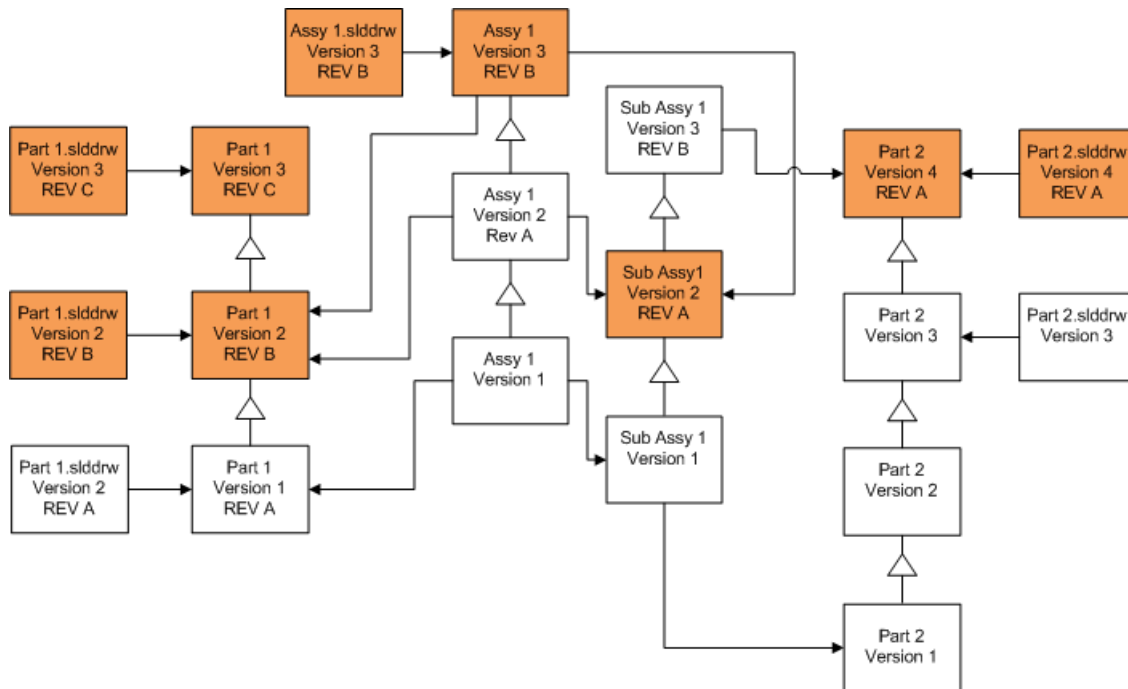 Assy 1.slddrw
Version 3
REV B
Assy 1
Version 3
REV B
Sub Assy 1
Version 3
REV B
Part 1.slddrw
Version 3
REV C
Part 1
Version 3
REV C
Part 2
Version 4
REV A
Part 2.slddrw
Version 4
REV A
Assy 1
Version 2
Rev A
Sub Assy1
Version 2
REV A
Part 1.slddrw
Version 2
REV B
Part 1
Version 2
REV B
Part 2
Version 3
Part 2.slddrw
Version 3
Assy 1
Version 1
Sub Assy 1
Version 1
Part 1.slddrw
Version 2
REV A
Part 1
Version 1
REV A
Part 2
Version 2
Part 2
Version 1